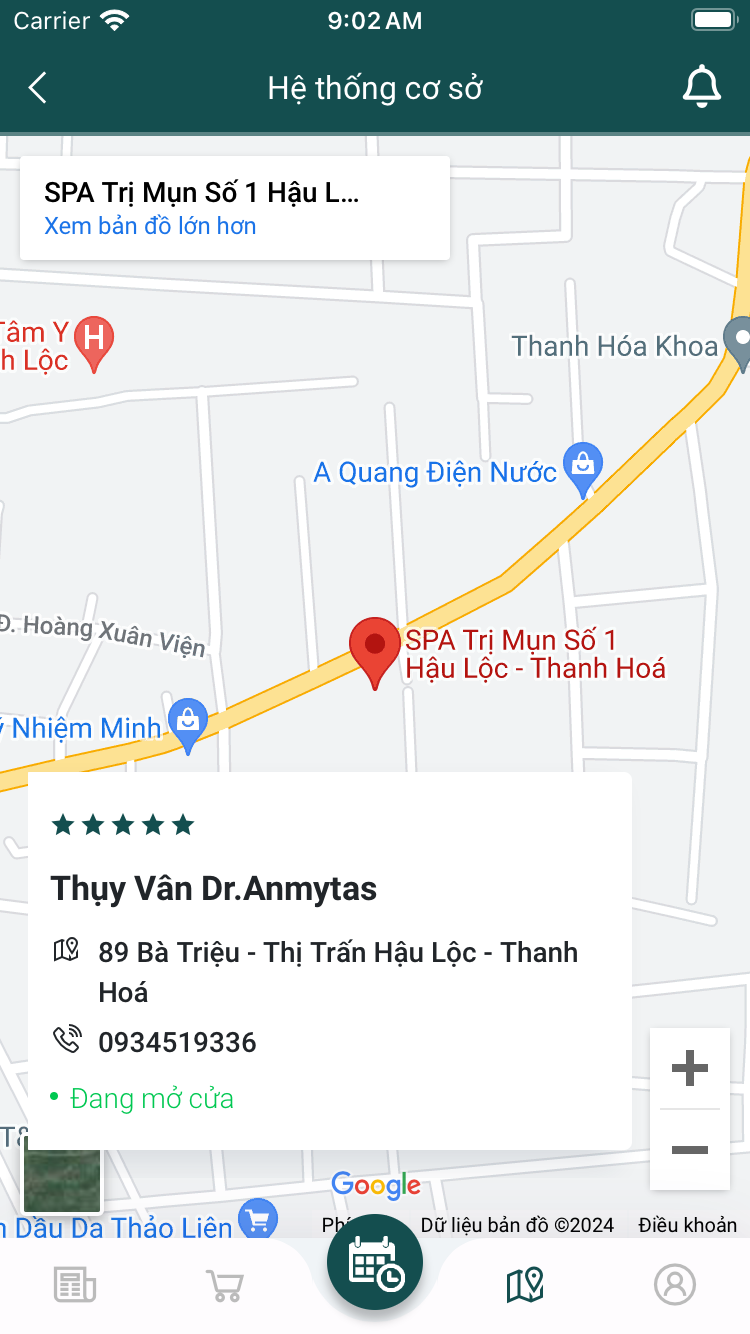 Carrier 9:02 AM
Hệ thống cơ sở
SPA Trị Mụn Số 1 Hậu L...
Xem bản đồ lớn hơn
Tâm Y
h Lộc
H
Thanh Hóa Khoa
A Quang Điện Nước
Đ. Hoàng Xuân Viện
SPA Trị Mụn Số 1
Hậu Lộc - Thanh Hoá
Nhiệm Minh
Thụy Vân Dr.Anmytas
89 Bà Triệu - Thị Trấn Hậu Lộc - Thanh
Hoá
0934519336
Đang mở cửa
Google
Dầu Da Thảo Liên
Dữ liệu bản đồ ©2024
Điều khoản